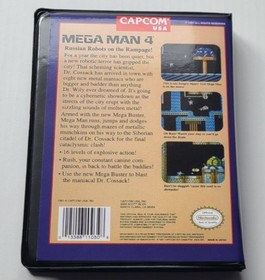 CAPCOM
USA
MEGA MAN 4
Russian Robots on the Rampage!
For a year the city has been quiet, but
a new robotic terror has gripped the
city! That scheming scientist,
Dr. Cossack has arrived in town with
eight new metal maniacs who are
bigger and badder than anything
Dr. Wily ever dreamed of. It's
going to be a cybernetic showdown as the
streets of the city erupt with the
sizzling sounds of molten metal!
Armed with the new Mega Buster,
Mega Man runs, jumps and dodges
his way through mazes of metallic
munchkins on his way to the Siberian
citadel of Dr. Cossack for the final
cataclysmic clash!
• 16 levels of explosive action!
• Rush, your constant canine com-
panion, is back to battle the baddies!
• Use the new Mega Buster to blast
the maniacal Dr. Cossack!
CAPCOM USA, INC.
Nintendo